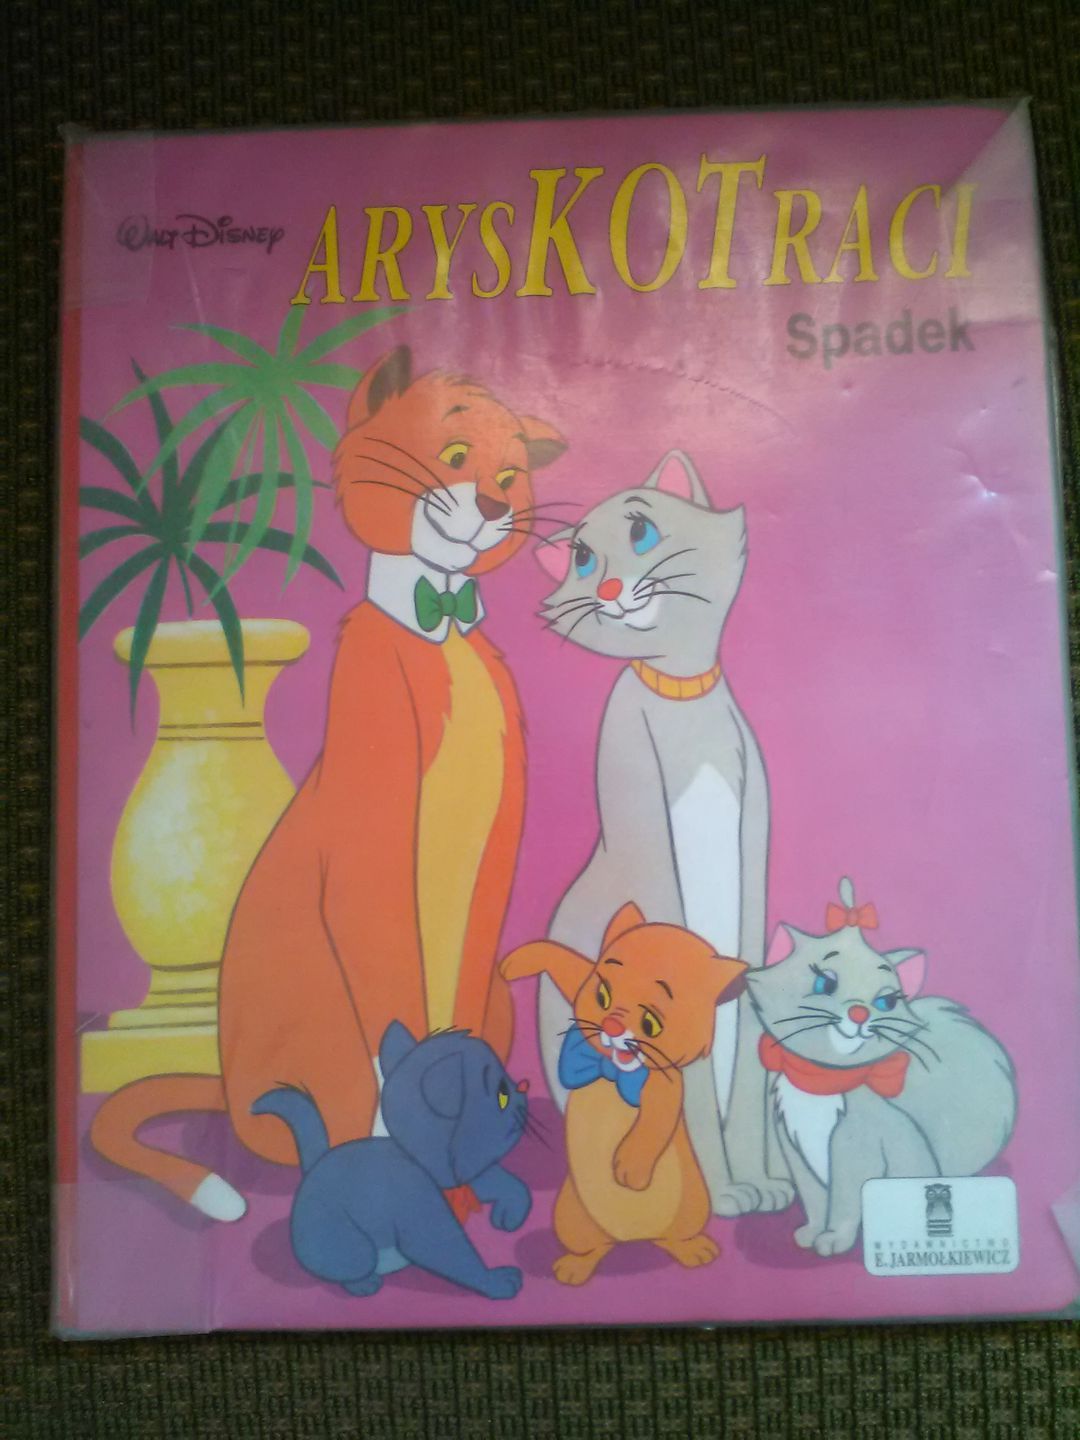 Walt Disney
ARYSKOTRACI
Spadek
WYDAWNICTWO
E. JARMOŁKIEWICZ